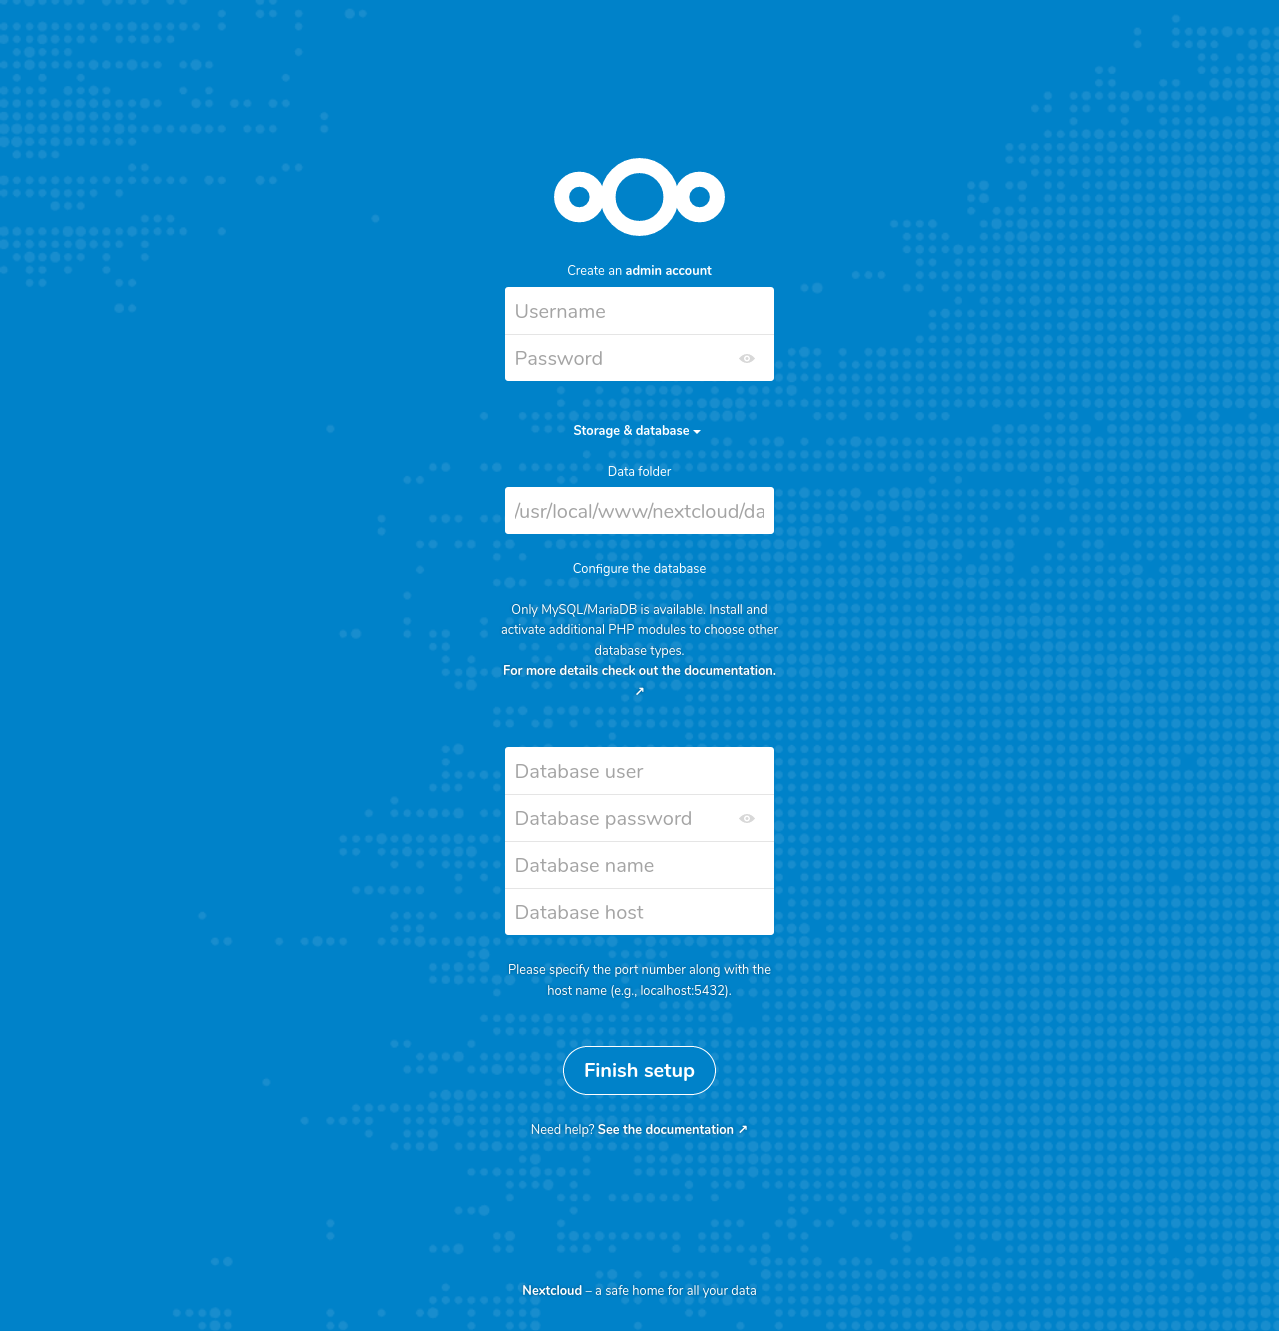 Create an admin account
Username
Password
Storage & database
Data folder
/usr/local/www/nextcloud/da
Configure the database
Only MySQL/MariaDB is available. Install and
activate additional PHP modules to choose other
database types.
For more details check out the documentation.
↗
Database user
Database password
Database name
Database host
Please specify the port number along with the
host name (e.g., localhost:5432).
Finish setup
Need help? See the documentation ↗
Nextcloud – a safe home for all your data